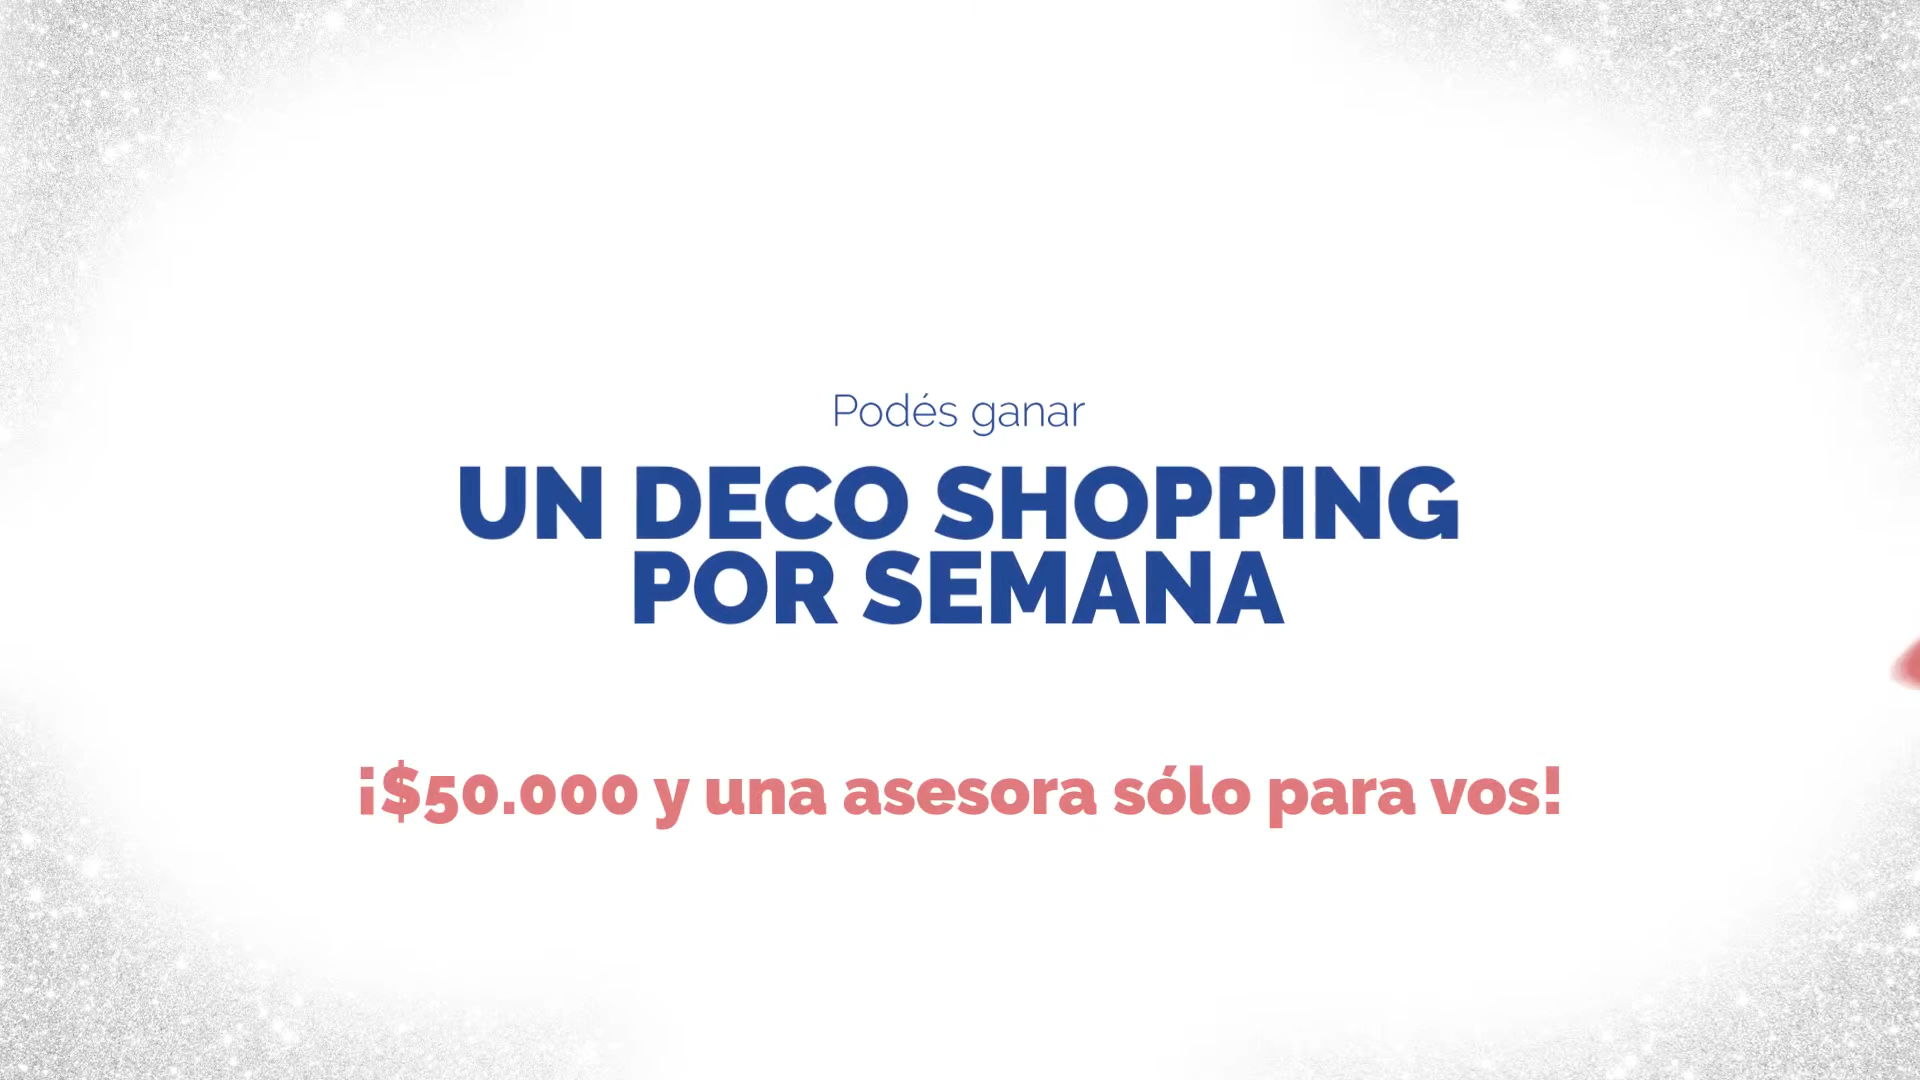 Podés ganar
UN DECO SHOPPING
POR SEMANA
¡$50.000 y una asesora sólo para vos!